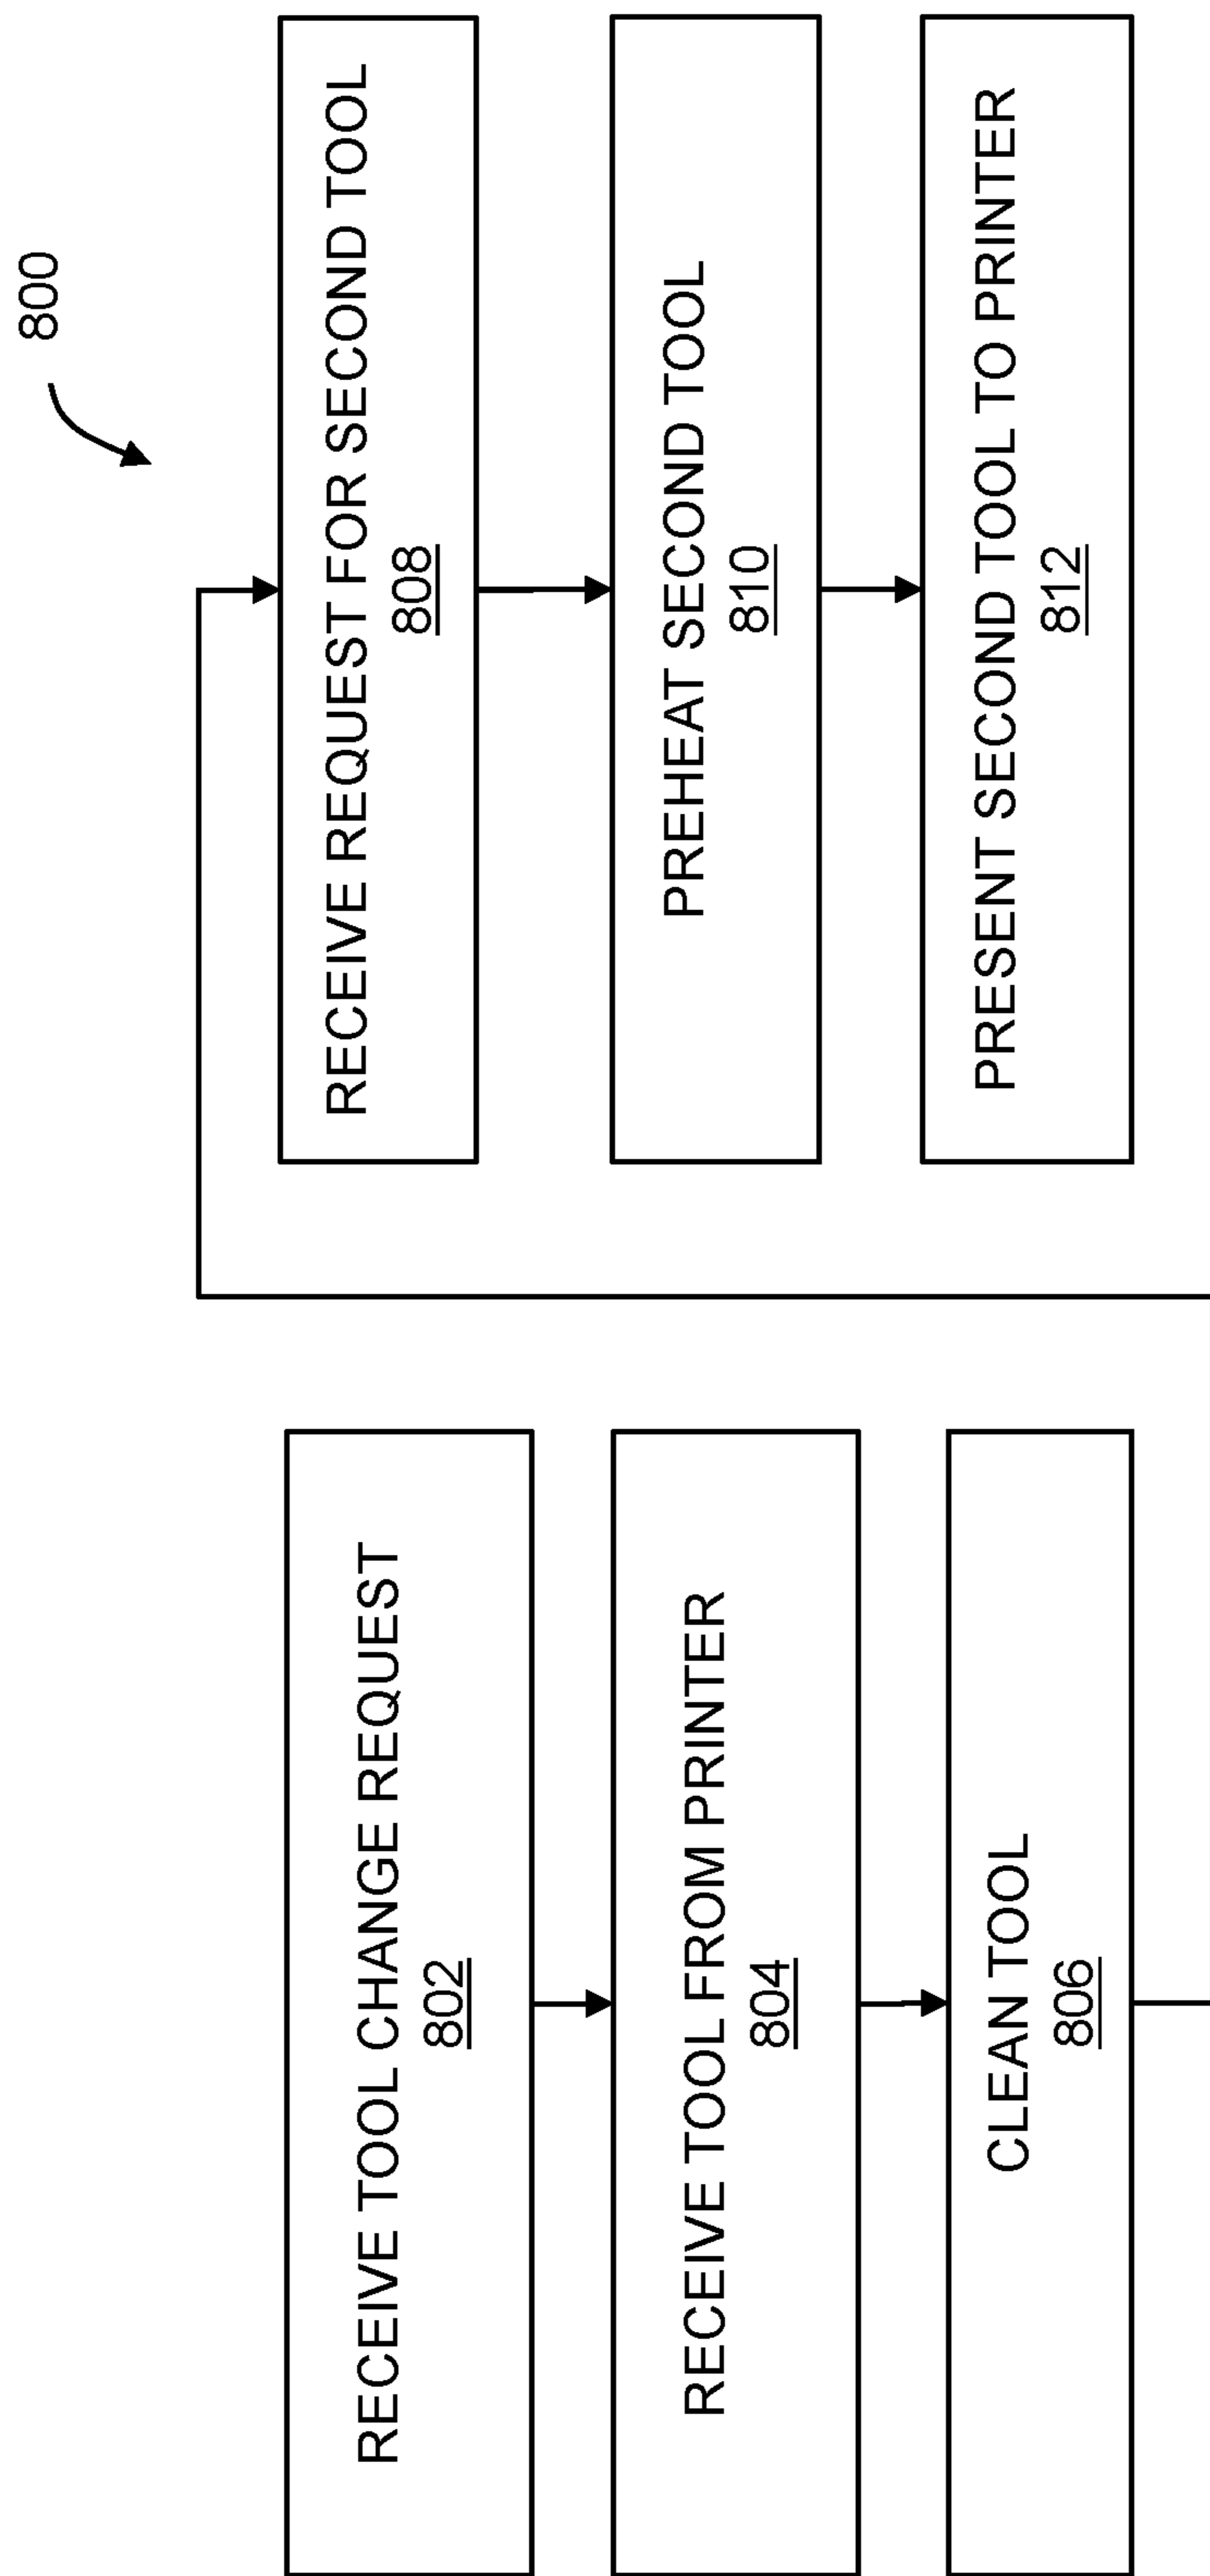 800
RECEIVE TOOL CHANGE REQUEST
802
RECEIVE TOOL FROM PRINTER
804
CLEAN TOOL
806
RECEIVE REQUEST FOR SECOND TOOL
808
PREHEAT SECOND TOOL
810
PRESENT SECOND TOOL TO PRINTER
812